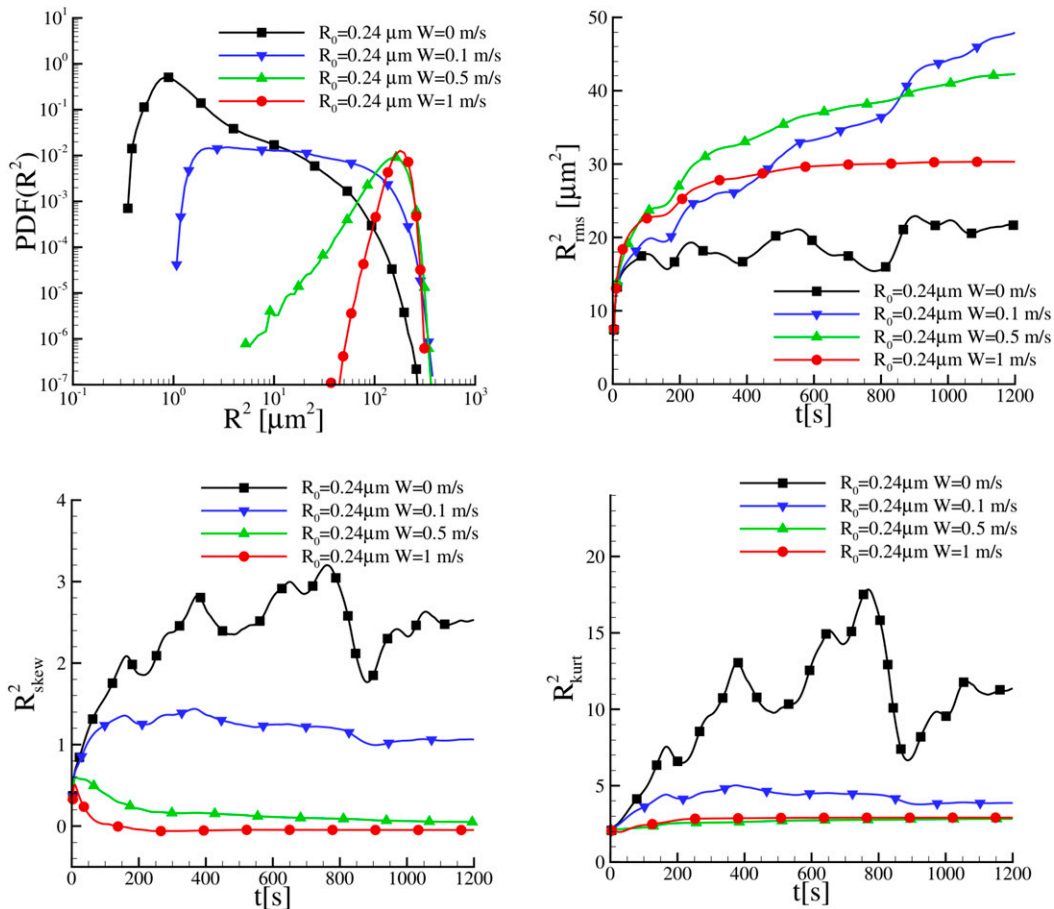 R₀=0.24 μm W=0 m/s
R₀=0.24 μm W=0.1 m/s
R₀=0.24 μm W=0.5 m/s
R₀=0.24 μm W=1 m/s
PDF(R²)
10¹
10⁰
10⁻¹
10⁻²
10⁻³
10⁻⁴
10⁻⁵
10⁻⁶
10⁻⁷
10⁻¹ 10⁰ 10¹ 10² 10³
R² [μm²]
R²rms [μm²]
50
40
30
20
10
0
R₀=0.24μm W=0 m/s
R₀=0.24μm W=0.1 m/s
R₀=0.24μm W=0.5 m/s
R₀=0.24μm W=1 m/s
0 200 400 600 800 1000 1200
t[s]
R₀=0.24μm W=0 m/s
R₀=0.24μm W=0.1 m/s
R₀=0.24μm W=0.5 m/s
R₀=0.24μm W=1 m/s
R²skew
4
3
2
1
0
0 200 400 600 800 1000 1200
t[s]
R₀=0.24μm W=0 m/s
R₀=0.24μm W=0.1 m/s
R₀=0.24μm W=0.5 m/s
R₀=0.24μm W=1 m/s
R²kurt
20
15
10
5
0
0 200 400 600 800 1000 1200
t[s]